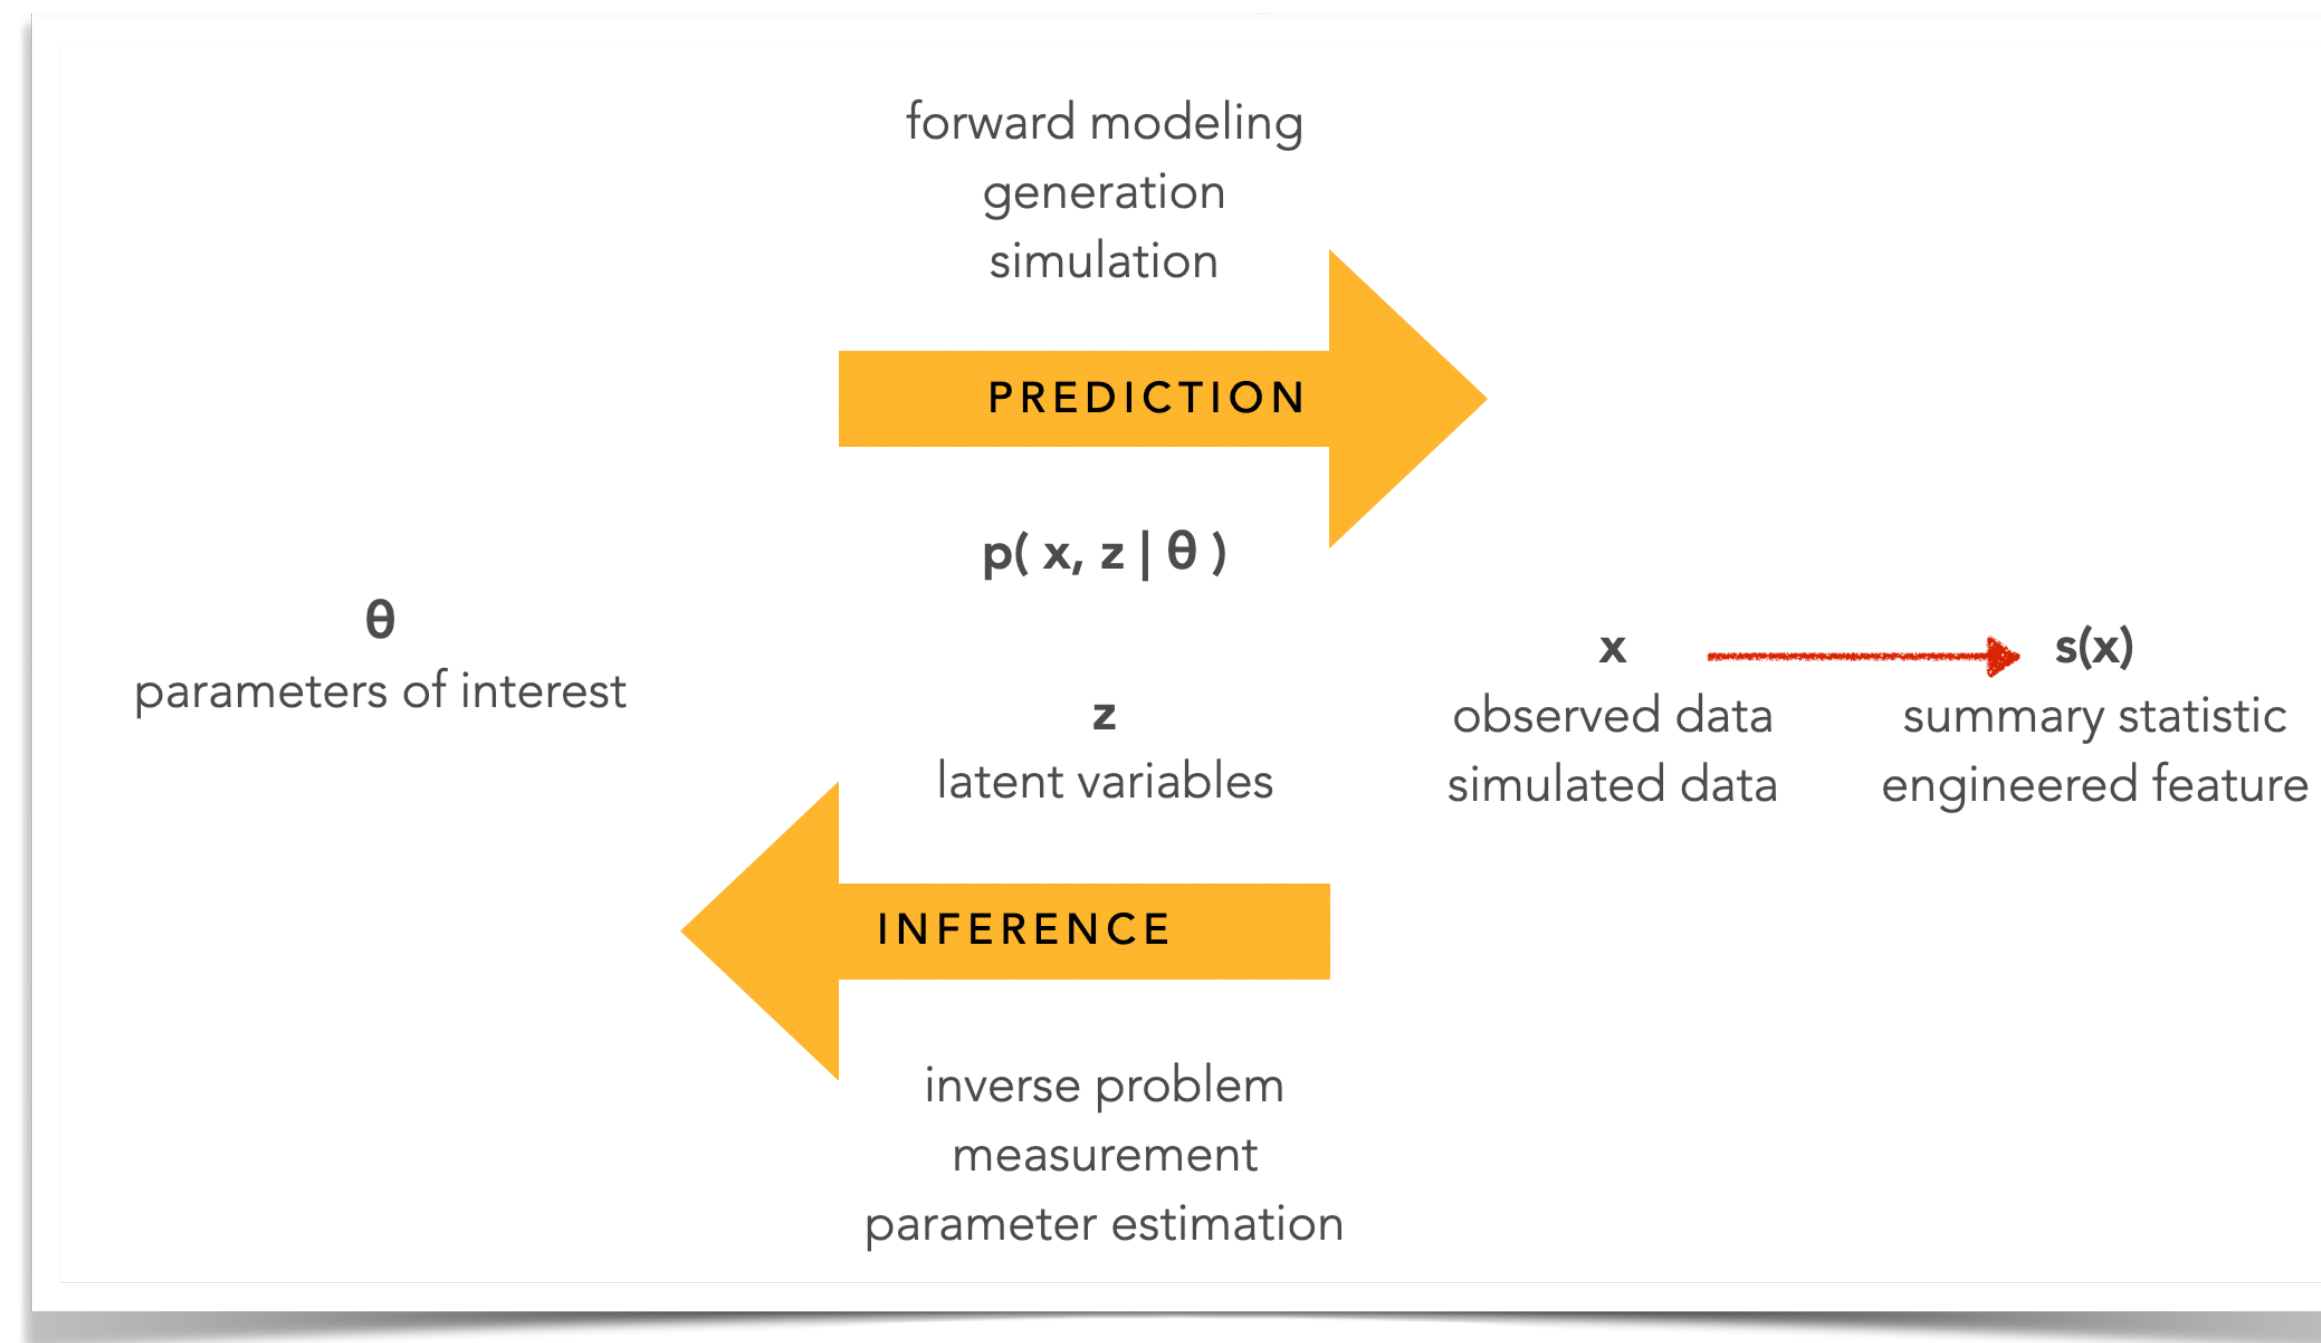 forward modeling
generation
simulation
PREDICTION
p( x, z | θ )
θ
parameters of interest
z
latent variables
x
observed data
simulated data
s(x)
summary statistic
engineered feature
INFERENCE
inverse problem
measurement
parameter estimation